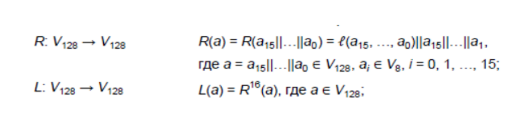 R: V₁₂₈ → V₁₂₈ R(a) = R(a₁₅||…||a₀) = ℓ(a₁₅, …, a₀)||a₁₅||…||a₁,
где a = a₁₅||…||a₀ ∈ V₁₂₈, aᵢ ∈ V₈, i = 0, 1, …, 15;
L: V₁₂₈ → V₁₂₈ L(a) = R¹⁶(a), где a ∈ V₁₂₈;